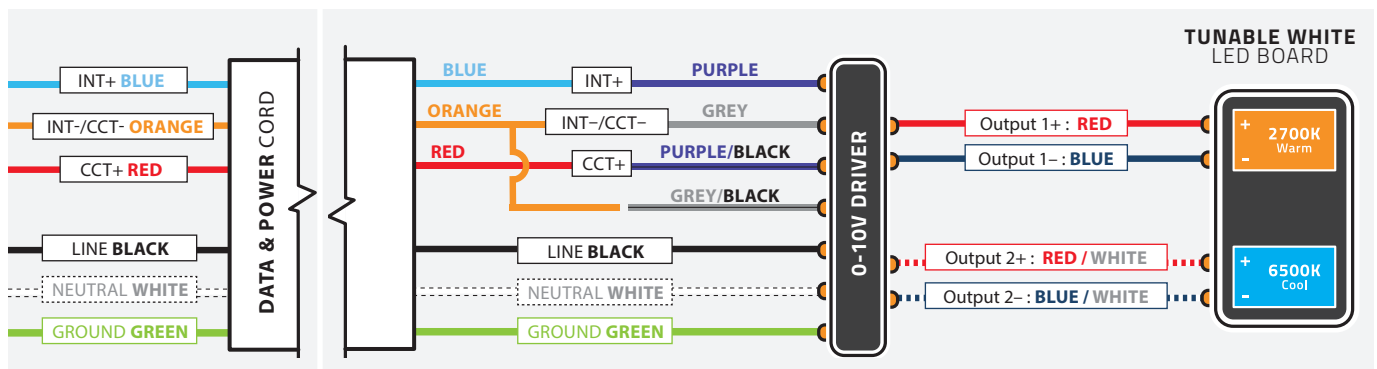 INT+ BLUE
INT-/CCT- ORANGE
CCT+ RED
LINE BLACK
NEUTRAL WHITE
GROUND GREEN
DATA & POWER CORD
BLUE
INT+
PURPLE
ORANGE
INT–/CCT–
GREY
RED
CCT+
PURPLE/BLACK
GREY/BLACK
LINE BLACK
NEUTRAL WHITE
GROUND GREEN
0-10V DRIVER
Output 1+ : RED
Output 1– : BLUE
Output 2+ : RED / WHITE
Output 2– : BLUE / WHITE
TUNABLE WHITE
LED BOARD
+
2700K
Warm
-
+
6500K
Cool
-